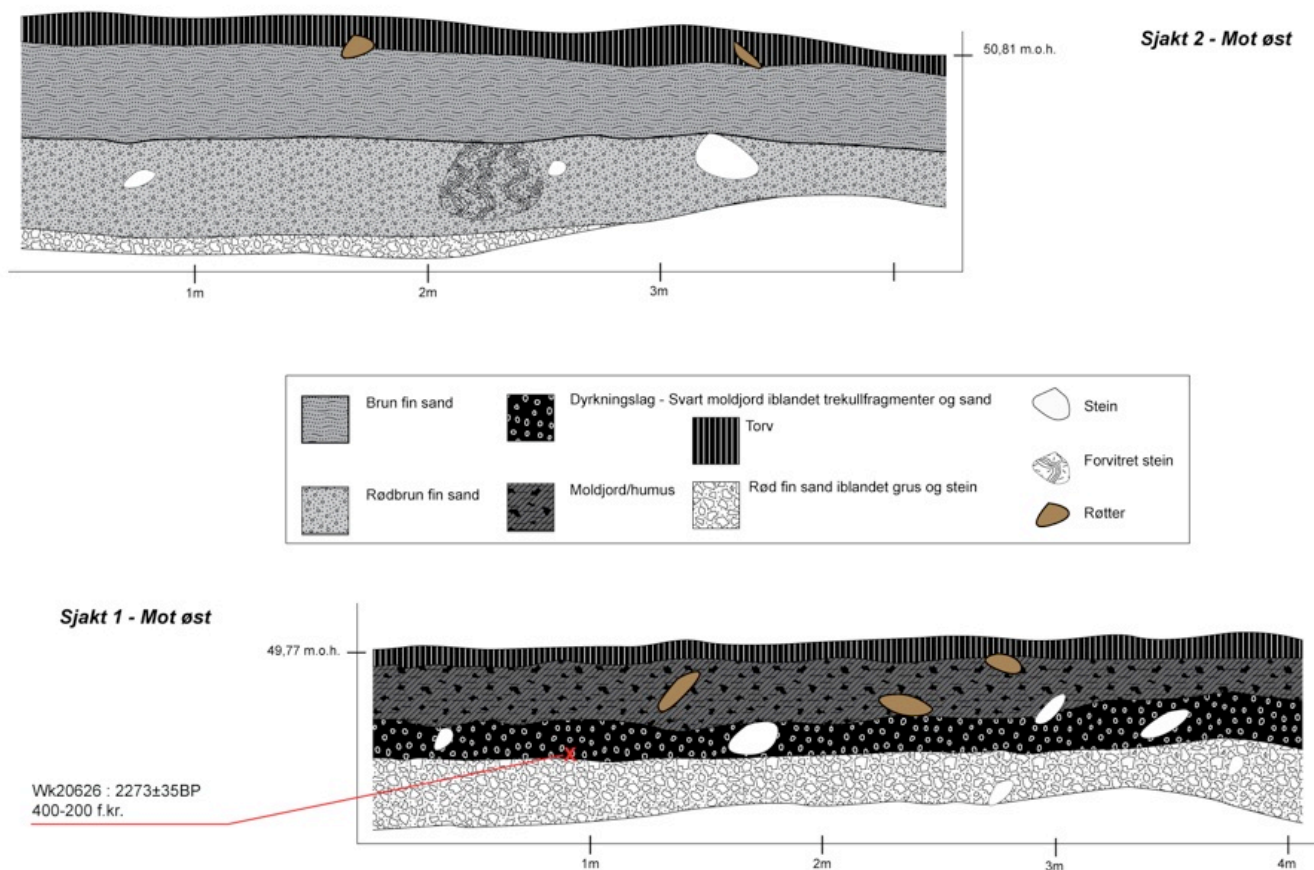 Sjakt 2 - Mot øst
50,81 m.o.h.
1m
2m
3m
Brun fin sand
Dyrkningslag - Svart moldjord iblandet trekullfragmenter og sand
Torv
Stein
Rødbrun fin sand
Moldjord/humus
Rød fin sand iblandet grus og stein
Forvitret stein
Røtter
Sjakt 1 - Mot øst
49,77 m.o.h.
x
Wk20626 : 2273±35BP
400-200 f.kr.
1m
2m
3m
4m